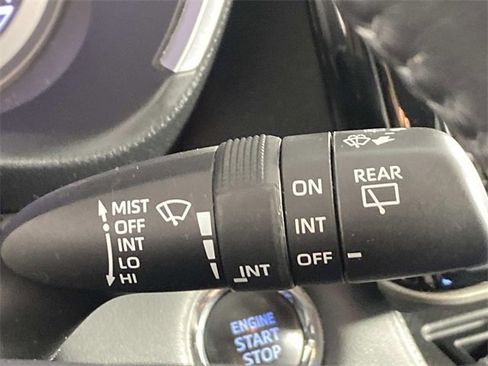 MIST
OFF
INT
LO
HI
INT
ON
INT
OFF
REAR
ENGINE
START
STOP